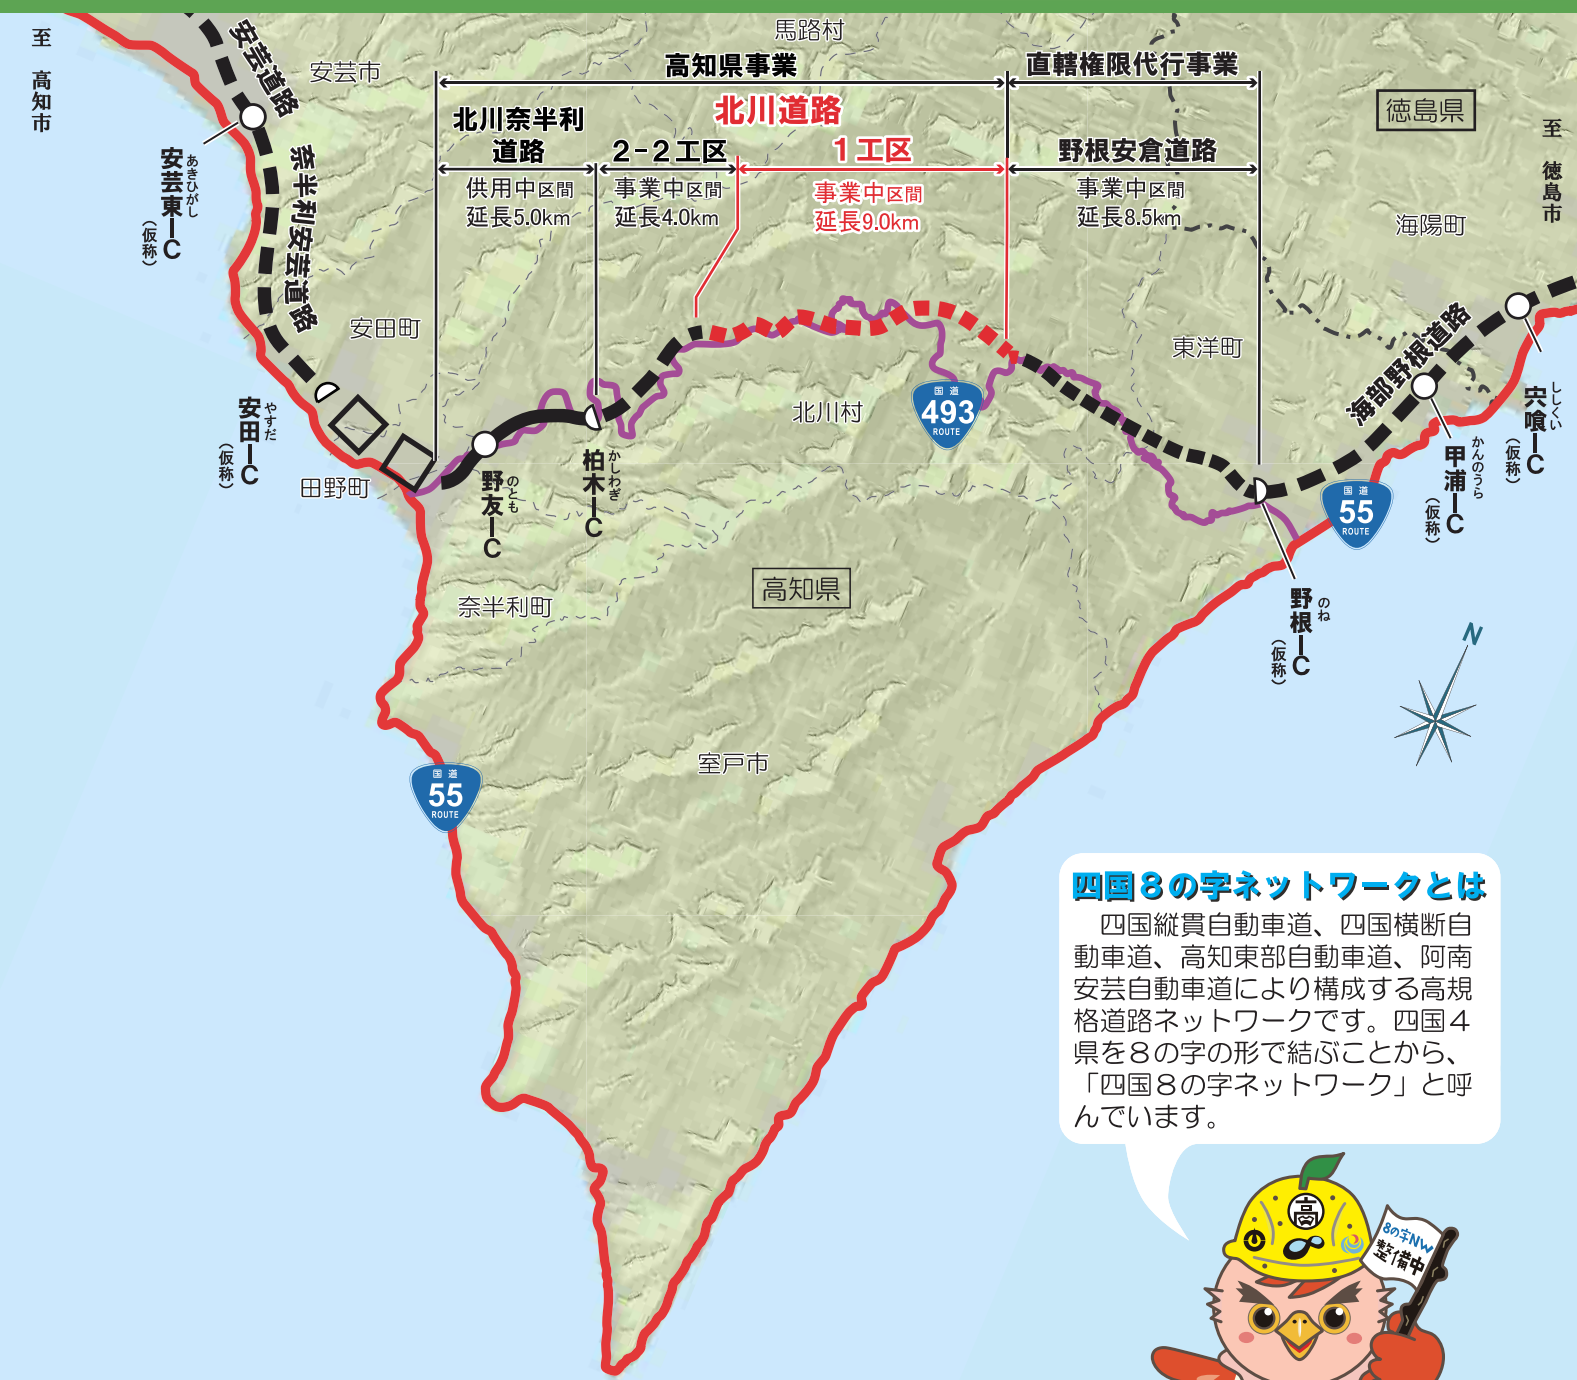 至 高知市
安芸道路
安芸市
馬路村
高知県事業
直轄権限代行事業
北川道路
徳島県
至 徳島市
北川奈半利
道路
2-2工区
1工区
野根安倉道路
供用中区間
延長5.0km
事業中区間
延長4.0km
事業中区間
延長9.0km
事業中区間
延長8.5km
あきひがし
安芸東IC
（仮称）
奈半利安芸道路
海陽町
安田町
東洋町
海部野根道路
やすだ
安田IC
（仮称）
北川村
国道
493
ROUTE
ししくい
宍喰IC
（仮称）
かんのうら
甲浦IC
（仮称）
田野町
のとも
野友IC
かしわぎ
柏木IC
国道
55
ROUTE
のね
野根IC
（仮称）
高知県
奈半利町
N
室戸市
国道
55
ROUTE
四国8の字ネットワークとは
四国縦貫自動車道、四国横断自
動車道、高知東部自動車道、阿南
安芸自動車道により構成する高規
格道路ネットワークです。四国4
県を8の字の形で結ぶことから、
「四国8の字ネットワーク」と呼
んでいます。
高
8の字NW
整備中